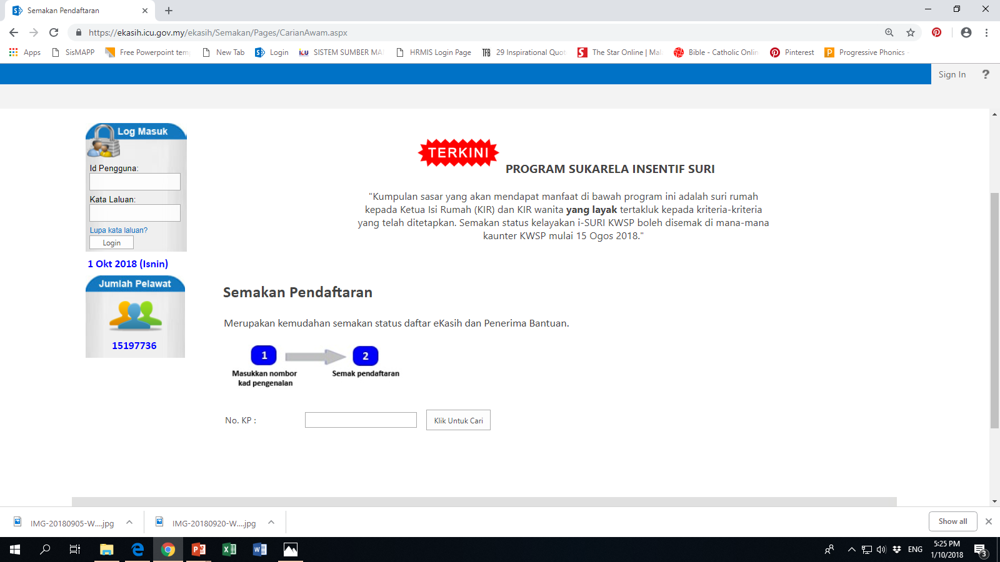 Semakan Pendaftaran
https://ekasih.icu.gov.my/ekasih/Semakan/Pages/CarianAwam.aspx
Apps SisMAPP Free Powerpoint tem New Tab Login icu SISTEM SUMBER MA HRMIS Login Page TFB 29 Inspirational Quot The Star Online | Mal Bible - Catholic Onlin Pinterest Progressive Phonics -
Sign In ?
Log Masuk
Id Pengguna:
Kata Laluan:
Lupa kata laluan?
Login
1 Okt 2018 (Isnin)
Jumlah Pelawat
15197736
TERKINI
PROGRAM SUKARELA INSENTIF SURI
"Kumpulan sasar yang akan mendapat manfaat di bawah program ini adalah suri rumah
kepada Ketua Isi Rumah (KIR) dan KIR wanita yang layak tertakluk kepada kriteria-kriteria
yang telah ditetapkan. Semakan status kelayakan i-SURI KWSP boleh disemak di mana-mana
kaunter KWSP mulai 15 Ogos 2018."
Semakan Pendaftaran
Merupakan kemudahan semakan status daftar eKasih dan Penerima Bantuan.
1 2
Masukkan nombor
kad pengenalan
Semak pendaftaran
No. KP : Klik Untuk Cari
IMG-20180905-W....jpg IMG-20180920-W....jpg Show all
ENG
5:25 PM
1/10/2018
3